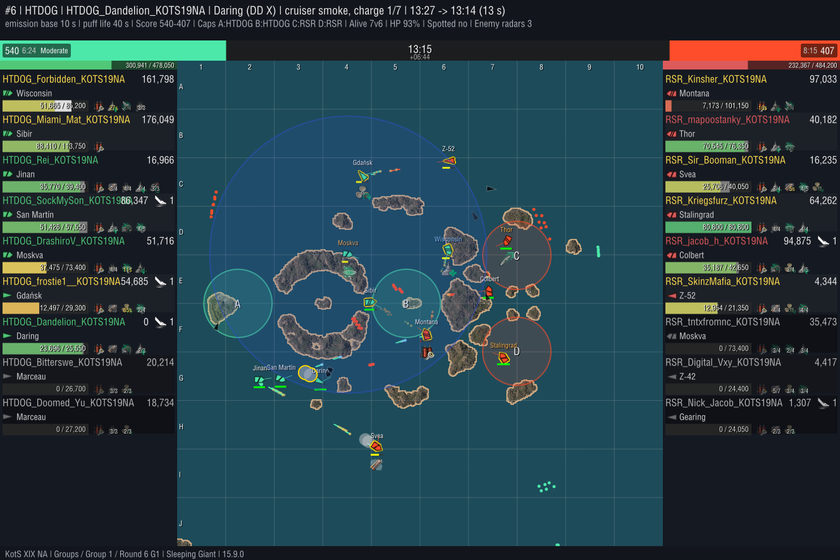 #6 | HTDOG | HTDOG_Dandelion_KOTS19NA | Daring (DD X) | cruiser smoke, charge 1/7 | 13:27 -> 13:14 (13 s)
emission base 10 s | puff life 40 s | Score 540-407 | Caps A:HTDOG B:HTDOG C:RSR D:RSR | Alive 7v6 | HP 93% | Spotted no | Enemy radars 3
540 6:24 Moderate
13:15
+06:44
8:15 407
300,941 / 478,050
232,367 / 484,200
HTDOG_Forbidden_KOTS19NA 161,798
Wisconsin
HTDOG_Miami_Mat_KOTS19NA 176,049
Sibir
88,410/113,750
HTDOG_Rei_KOTS19NA 16,966
Jinan
HTDOG_SockMySon_KOTS19NA 86,347 1
San Martin
HTDOG_DrashiroV_KOTS19NA 51,716
Moskva
HTDOG_frostie1__KOTS19NA 54,685 1
Gdańsk
12,497/29,300
HTDOG_Dandelion_KOTS19NA 0 1
Daring
HTDOG_Bitterswe_KOTS19NA 20,214
Marceau
0/26,700
HTDOG_Doomed_Yu_KOTS19NA 18,734
Marceau
0/27,200
1 2 3 4 5 6 7 8 9 10
A
B
C
D
E
F
G
H
I
J
Gdańsk
Z-52
Moskva
Wisconsin
Thor
C
Colbert
A
Sibir
B
Montana
Stalingrad
D
Jinan
San Martin
Daring
Svea
RSR_Kinsher_KOTS19NA 97,033
Montana
7,173/101,150
RSR_mapoostanky_KOTS19NA 40,182
Thor
RSR_Sir_Booman_KOTS19NA 16,235
Svea
RSR_Kriegsfurz_KOTS19NA 64,262
Stalingrad
RSR_jacob_h_KOTS19NA 94,875 1
Colbert
RSR_SkinzMafia_KOTS19NA 4,344
Z-52
RSR_tntxfromnc_KOTS19NA 35,473
Moskva
0/73,400
RSR_Digital_Vxy_KOTS19NA 4,417
Z-42
0/24,400
RSR_Nick_Jacob_KOTS19NA 1,307 1
Gearing
0/24,050
KotS XIX NA | Groups / Group 1 / Round 6 G1 | Sleeping Giant | 15.9.0